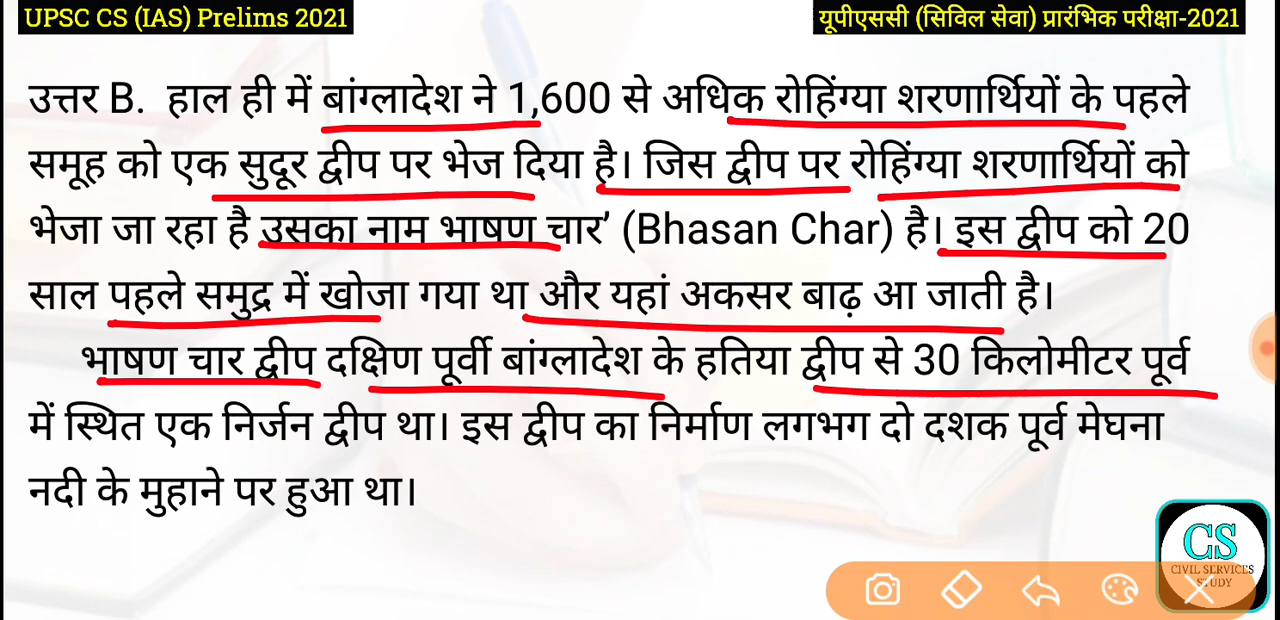 UPSC CS (IAS) Prelims 2021
यूपीएससी (सिविल सेवा) प्रारंभिक परीक्षा-2021
उत्तर B. हाल ही में बांग्लादेश ने 1,600 से अधिक रोहिंग्या शरणार्थियों के पहले
समूह को एक सुदूर द्वीप पर भेज दिया है। जिस द्वीप पर रोहिंग्या शरणार्थियों को
भेजा जा रहा है उसका नाम भाषण चार’ (Bhasan Char) है। इस द्वीप को 20
साल पहले समुद्र में खोजा गया था और यहां अकसर बाढ़ आ जाती है।
भाषण चार द्वीप दक्षिण पूर्वी बांग्लादेश के हतिया द्वीप से 30 किलोमीटर पूर्व
में स्थित एक निर्जन द्वीप था। इस द्वीप का निर्माण लगभग दो दशक पूर्व मेघना
नदी के मुहाने पर हुआ था।
CS
CIVIL SERVICES
STUDY